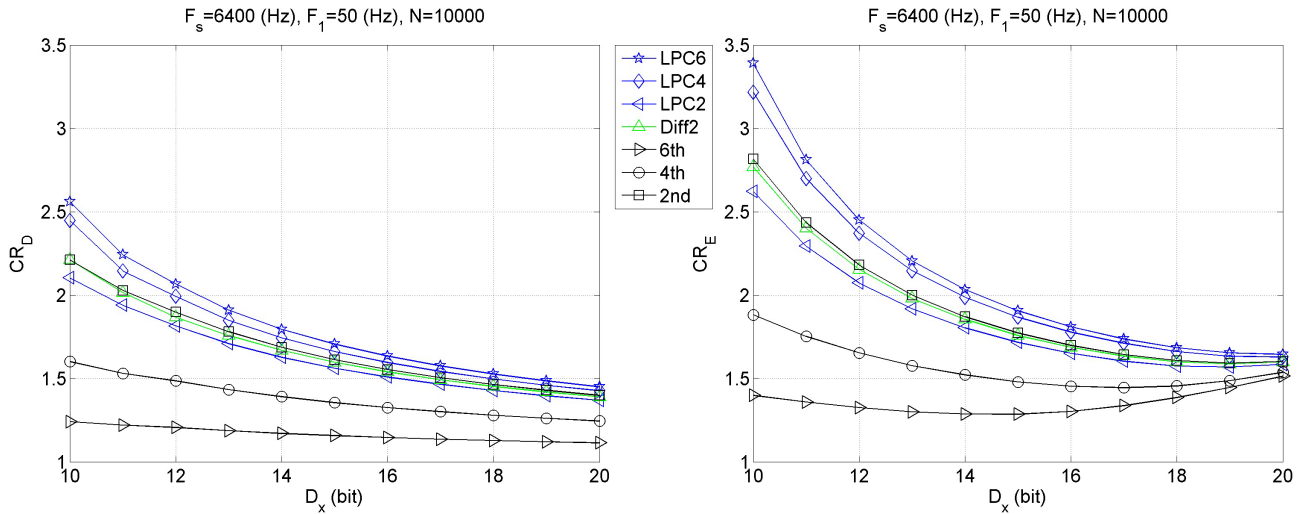 F_s=6400 (Hz), F_1=50 (Hz), N=10000
3.5
3
2.5
2
1.5
1
CR_D
10 12 14 16 18 20
D_x (bit)
LPC6
LPC4
LPC2
Diff2
6th
4th
2nd
F_s=6400 (Hz), F_1=50 (Hz), N=10000
3.5
3
2.5
2
1.5
1
CR_E
10 12 14 16 18 20
D_x (bit)